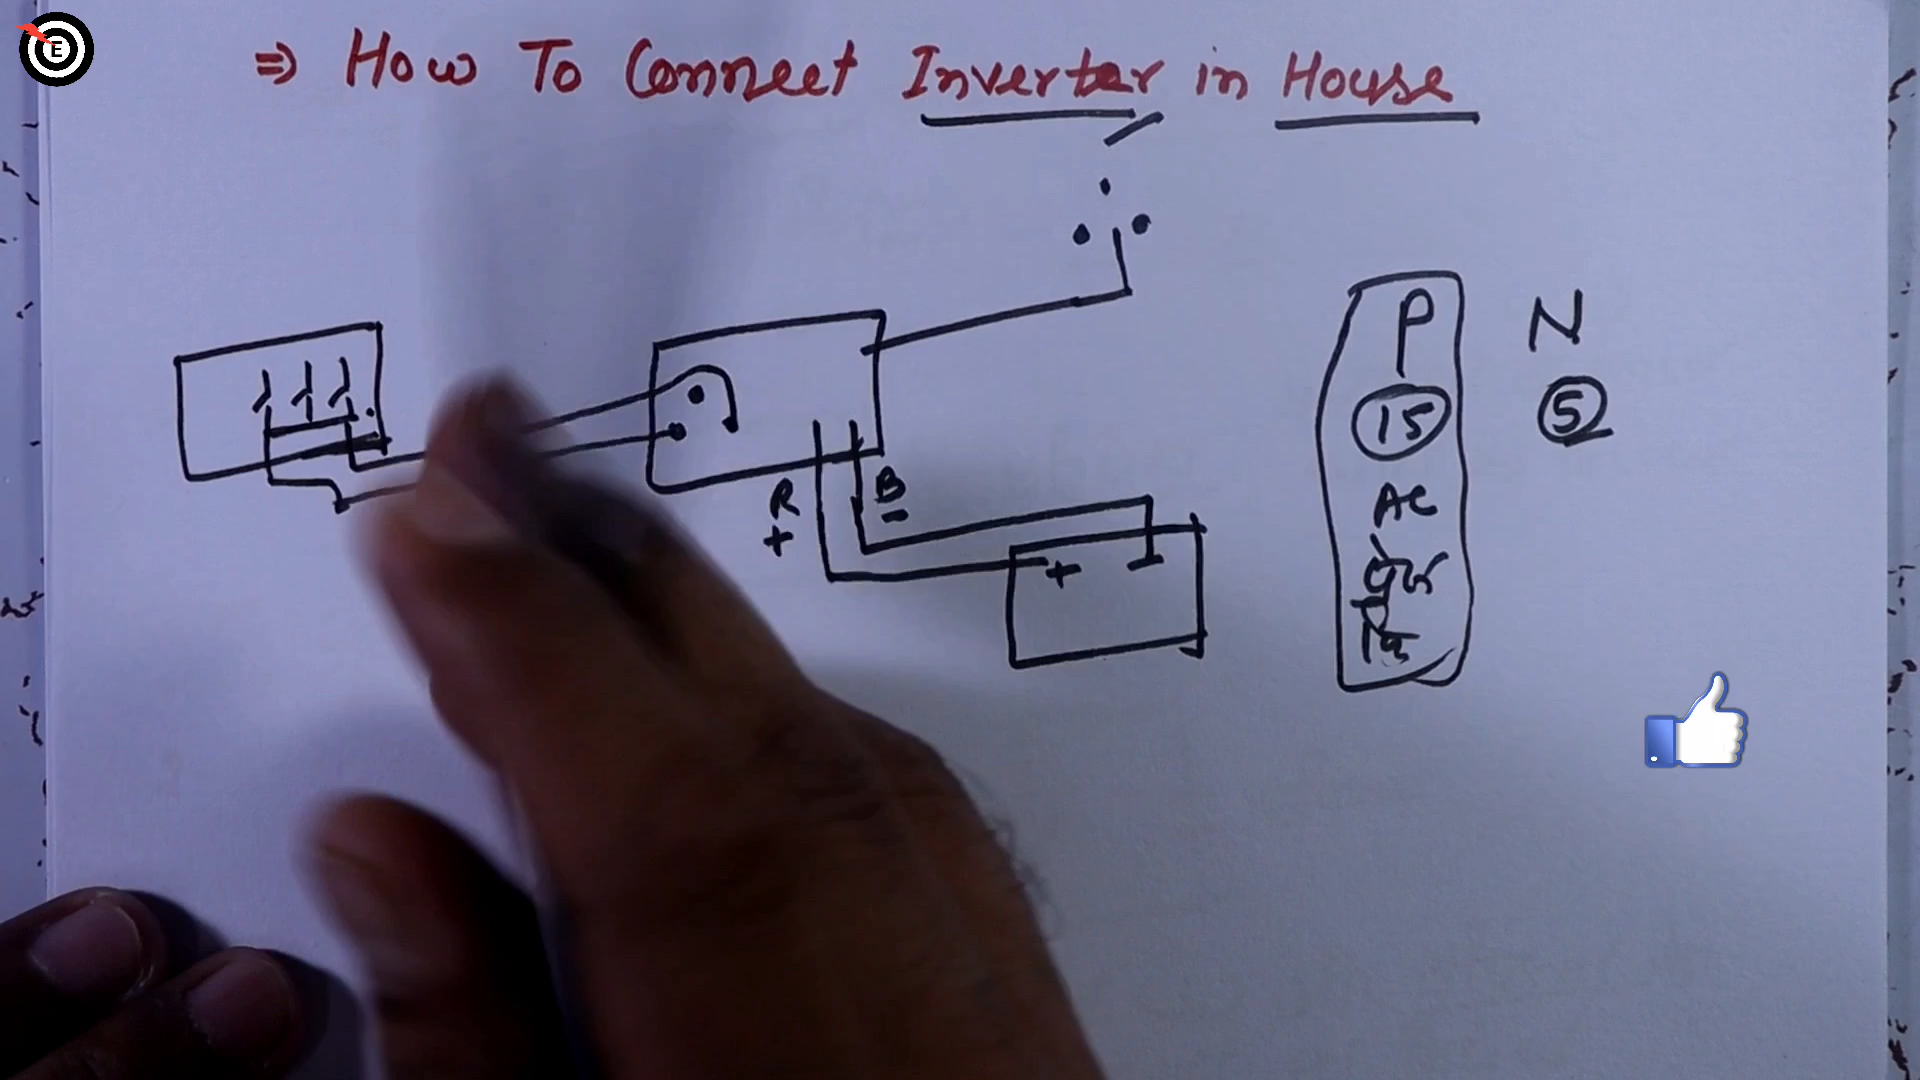 ⇒ How To Connect Inverter in House
P N
15 5
AC
R B
+ -
+ -
E